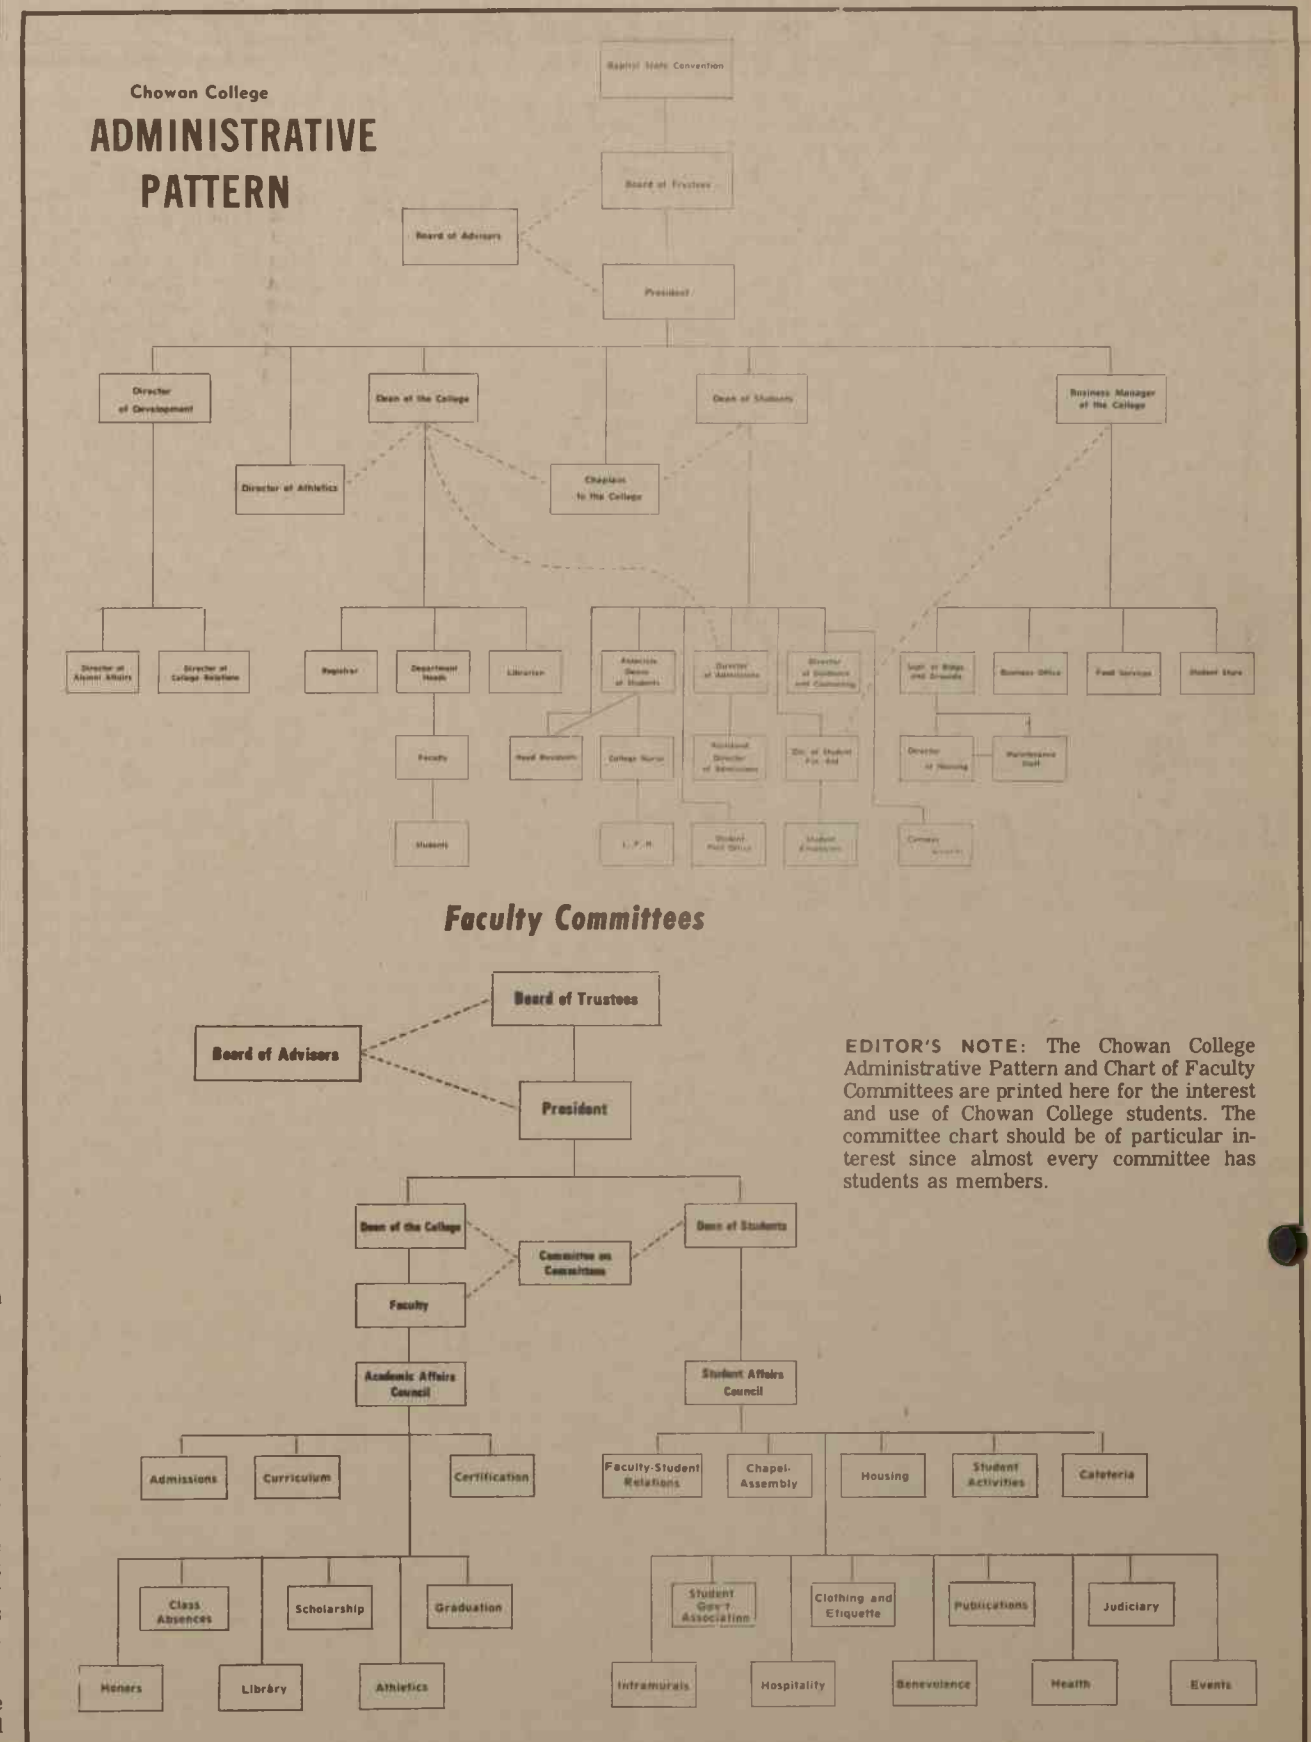 Chowan College
ADMINISTRATIVE
PATTERN
Baptist State Convention
Board of Trustees
Board of Advisors
President
Director
of Development
Dean of the College
Dean of Students
Business Manager
of the College
Director of Athletics
Chaplain
to the College
Director of
Alumni Affairs
Director of
College Relations
Registrar
Department
Heads
Librarian
Associate
Deans
of Students
Director
of Admissions
Director
of Guidance
and Counseling
Supt. of Bldgs.
and Grounds
Business Office
Food Services
Student Store
Faculty
Head Residents
College Nurse
Assistant
Director
of Admissions
Dir. of Student
Fin. Aid
Director
of Housing
Maintenance
Staff
Students
L. P. N.
Student
Post Office
Student
Campus
Faculty Committees
Board of Trustees
Board of Advisors
President
EDITOR'S NOTE: The Chowan College
Administrative Pattern and Chart of Faculty
Committees are printed here for the interest
and use of Chowan College students. The
committee chart should be of particular in-
terest since almost every committee has
students as members.
Dean of the College
Dean of Students
Committee on
Committees
Faculty
Academic Affairs
Council
Student Affairs
Council
Admissions
Curriculum
Certification
Faculty-Student
Relations
Chapel-
Assembly
Housing
Student
Activities
Cafeteria
Class
Absences
Scholarship
Graduation
Student
Gov't
Association
Clothing and
Etiquette
Publications
Judiciary
Honors
Library
Athletics
Intramurals
Hospitality
Benevolence
Health
Events